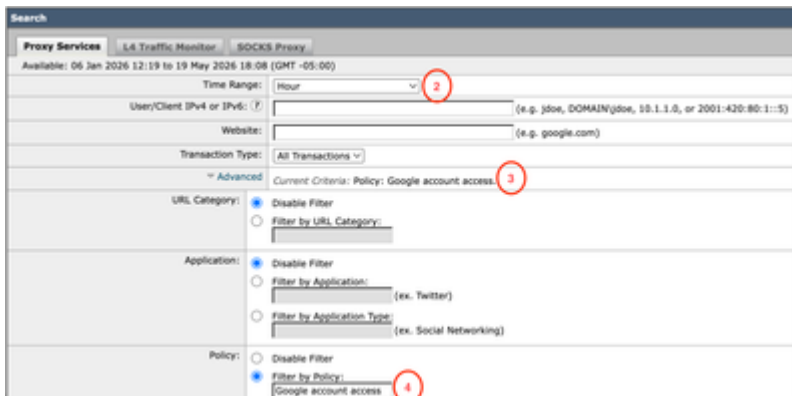 Search
Proxy Services L4 Traffic Monitor SOCKS Proxy
Available: 06 Jan 2026 12:19 to 19 May 2026 18:08 (GMT -05:00)
Time Range: Hour 2
User/Client IPv4 or IPv6: ? (e.g. jdoe, DOMAIN\jdoe, 10.1.1.0, or 2001:420:80:1::5)
Website: (e.g. google.com)
Transaction Type: All Transactions
Advanced Current Criteria: Policy: Google account access. 3
URL Category: Disable Filter
Filter by URL Category:
Application: Disable Filter
Filter by Application:
(ex. Twitter)
Filter by Application Type:
(ex. Social Networking)
Policy: Disable Filter
Filter by Policy:
Google account access 4